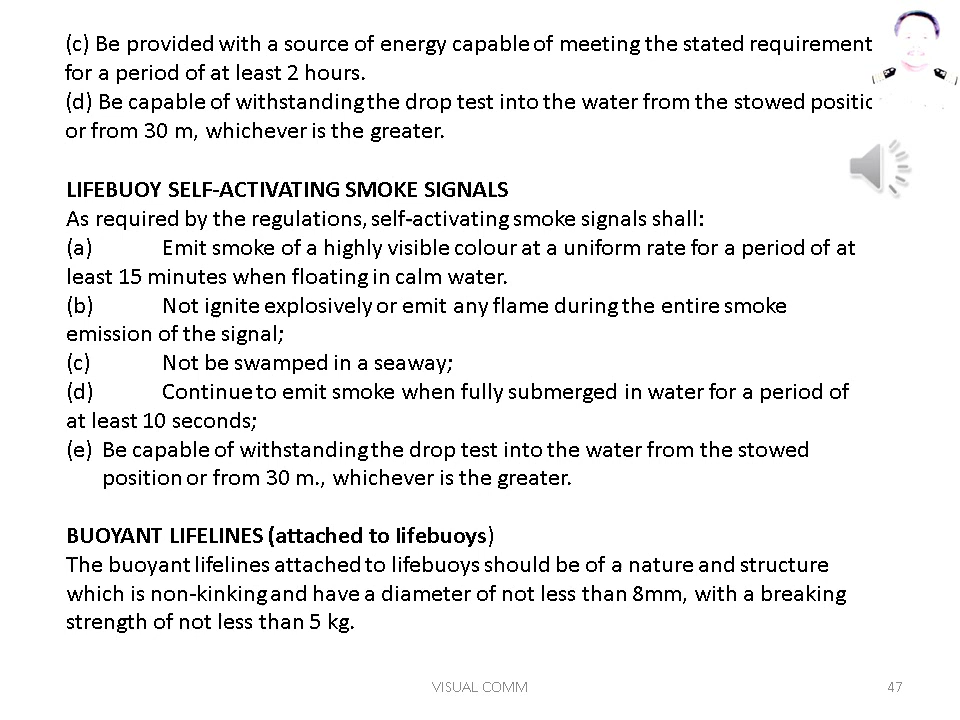 (c) Be provided with a source of energy capable of meeting the stated requirement
for a period of at least 2 hours.
(d) Be capable of withstanding the drop test into the water from the stowed
or from 30 m, whichever is the greater.
LIFEBUOY SELF-ACTIVATING SMOKE SIGNALS
As required by the regulations, self-activating smoke signals shall:
(a) Emit smoke of a highly visible colour at a uniform rate for a period of at
least 15 minutes when floating in calm water.
(b) Not ignite explosively or emit any flame during the entire smoke
emission of the signal;
(c) Not be swamped in a seaway;
(d) Continue to emit smoke when fully submerged in water for a period of
at least 10 seconds;
(e) Be capable of withstanding the drop test into the water from the stowed
position or from 30 m., whichever is the greater.
BUOYANT LIFELINES (attached to lifebuoys)
The buoyant lifelines attached to lifebuoys should be of a nature and structure
which is non-kinking and have a diameter of not less than 8mm, with a breaking
strength of not less than 5 kg.
VISUAL COMM
47